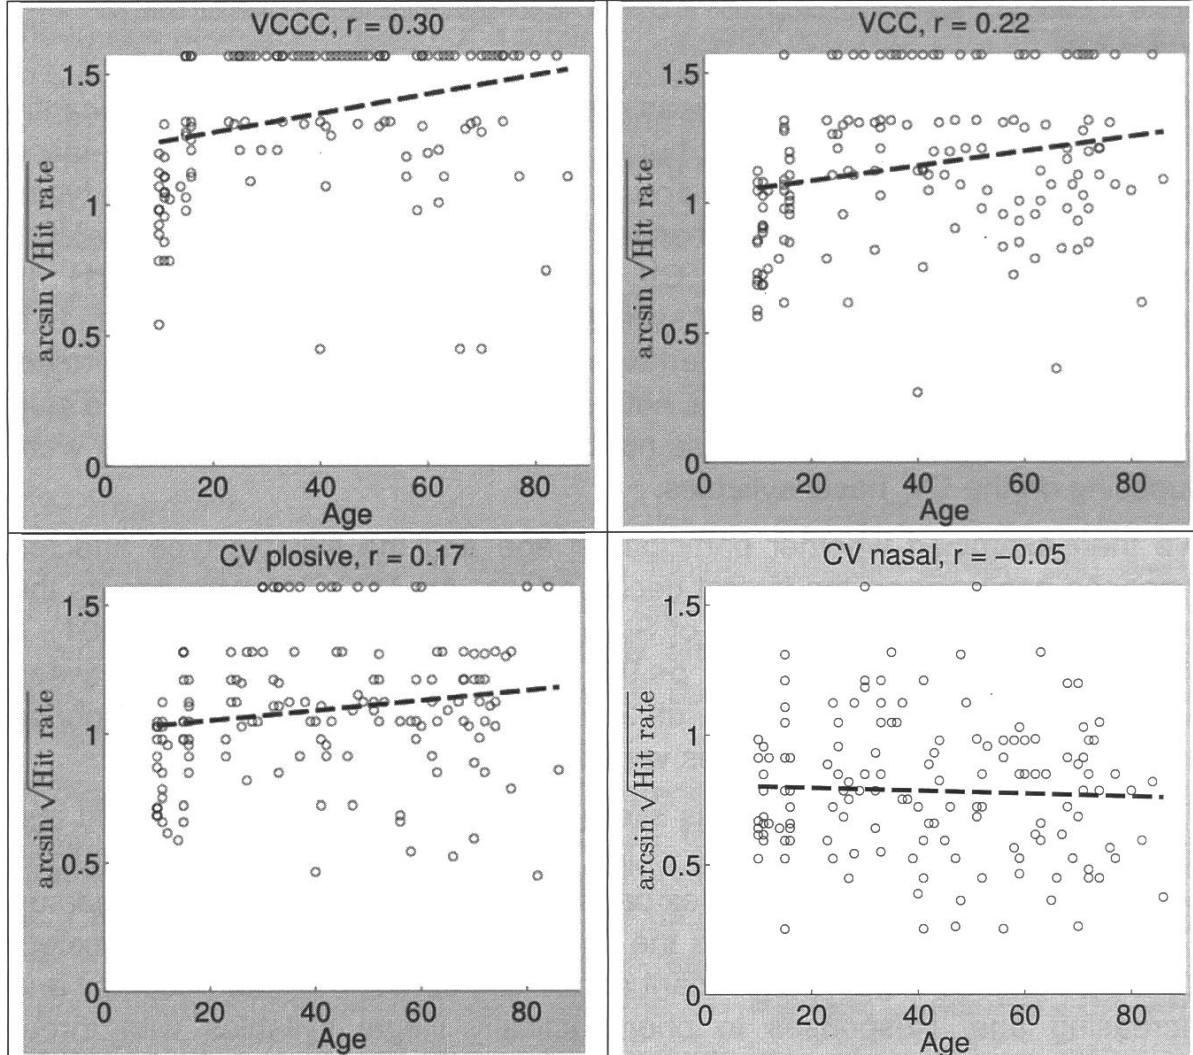 VCCC, r = 0.30
1.5
1
0.5
0
arcsin √Hit rate
0 20 40 60 80
Age
VCC, r = 0.22
1.5
1
0.5
0
arcsin √Hit rate
0 20 40 60 80
Age
CV plosive, r = 0.17
1.5
1
0.5
0
arcsin √Hit rate
0 20 40 60 80
Age
CV nasal, r = −0.05
1.5
1
0.5
0
arcsin √Hit rate
0 20 40 60 80
Age